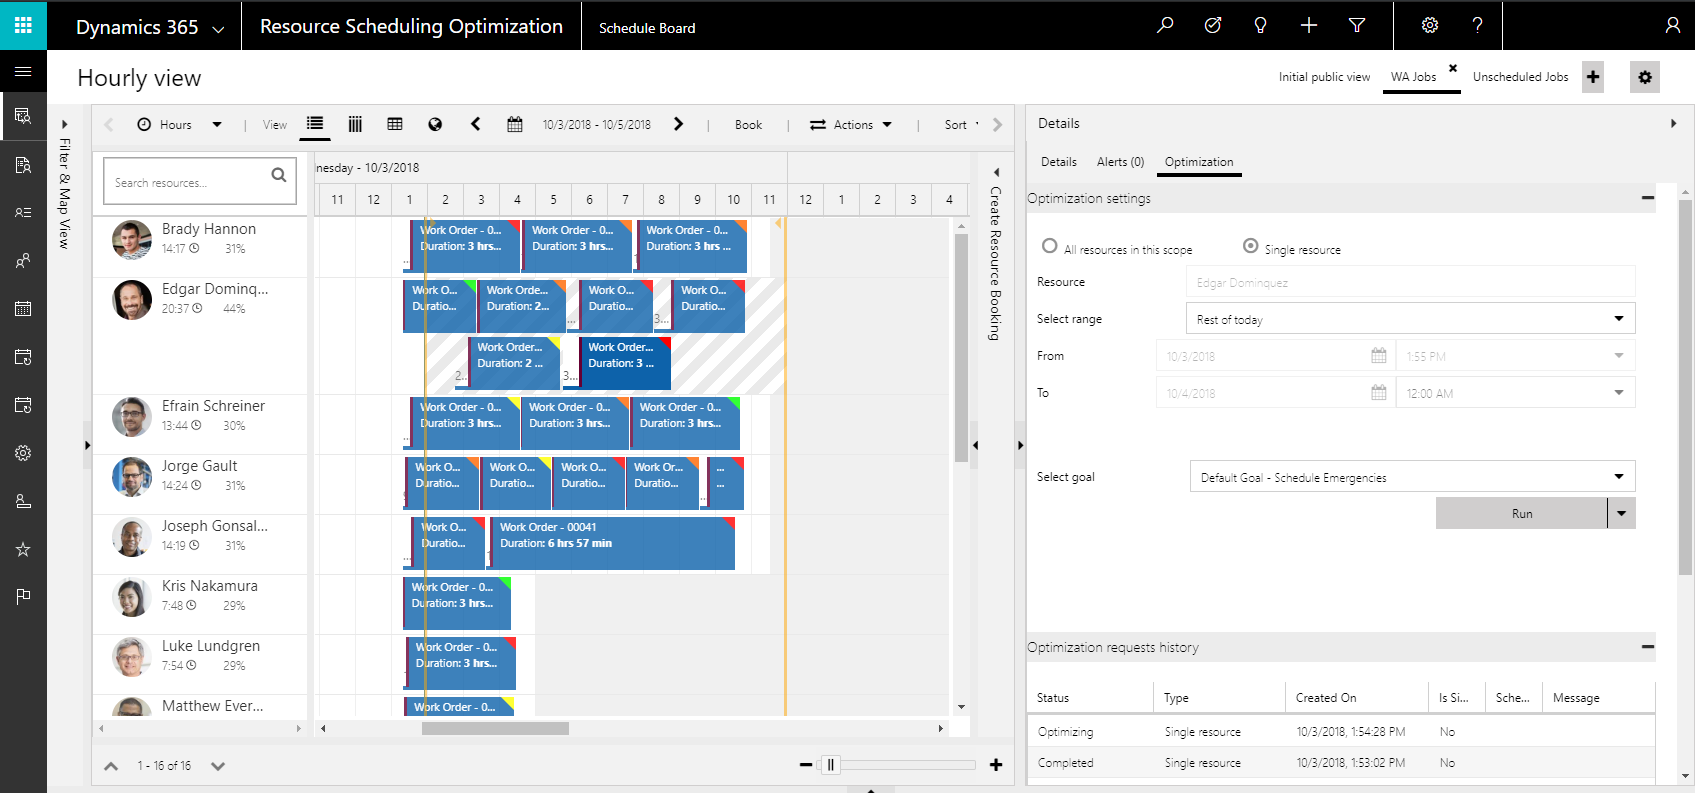 Dynamics 365
Resource Scheduling Optimization
Schedule Board
Hourly view
Initial public view
WA Jobs
Unscheduled Jobs
Filter & Map View
Hours
View
10/3/2018 - 10/5/2018
Book
Actions
Sort
Search resources...
nesday - 10/3/2018
11 12 1 2 3 4 5 6 7 8 9 10 11 12 1 2 3 4
Brady Hannon
14:17 31%
Work Order - 0... Work Order - 0... Work Order - 0...
Duration: 3 hrs... Duration: 3 hrs... Duration: 3 hrs ...
Edgar Dominq...
20:37 44%
Work O... Work Orde... Work O... Work O...
Duratio... Duration: 2... Duratio... Duratio...
3...
Work Order... Work Order...
Duration: 2 ... Duration: 3 ...
2... 3...
Efrain Schreiner
13:44 30%
Work Order - 0... Work Order - 0... Work Order - 0...
Duration: 3 hrs... Duration: 3 hrs... Duration: 3 hrs...
Jorge Gault
14:24 31%
Work O... Work O... Work O... Work Or... ...
Duratio... Duratio... Duratio... Duratio... ...
Joseph Gonsal...
14:19 31%
Work O... Work Order - 00041
Duratio... Duration: 6 hrs 57 min
Kris Nakamura
7:48 29%
Work Order - 0...
Duration: 3 hrs...
Luke Lundgren
7:54 29%
Work Order - 0...
Duration: 3 hrs...
Matthew Ever...
Work Order - 0...
1 - 16 of 16
Create Resource Booking
Details
Details Alerts (0) Optimization
Optimization settings
All resources in this scope Single resource
Resource Edgar Dominquez
Select range Rest of today
From 10/3/2018 1:55 PM
To 10/4/2018 12:00 AM
Select goal Default Goal - Schedule Emergencies
Run
Optimization requests history
Status Type Created On Is Si... Sche... Message
Optimizing Single resource 10/3/2018, 1:54:28 PM No
Completed Single resource 10/3/2018, 1:53:02 PM No